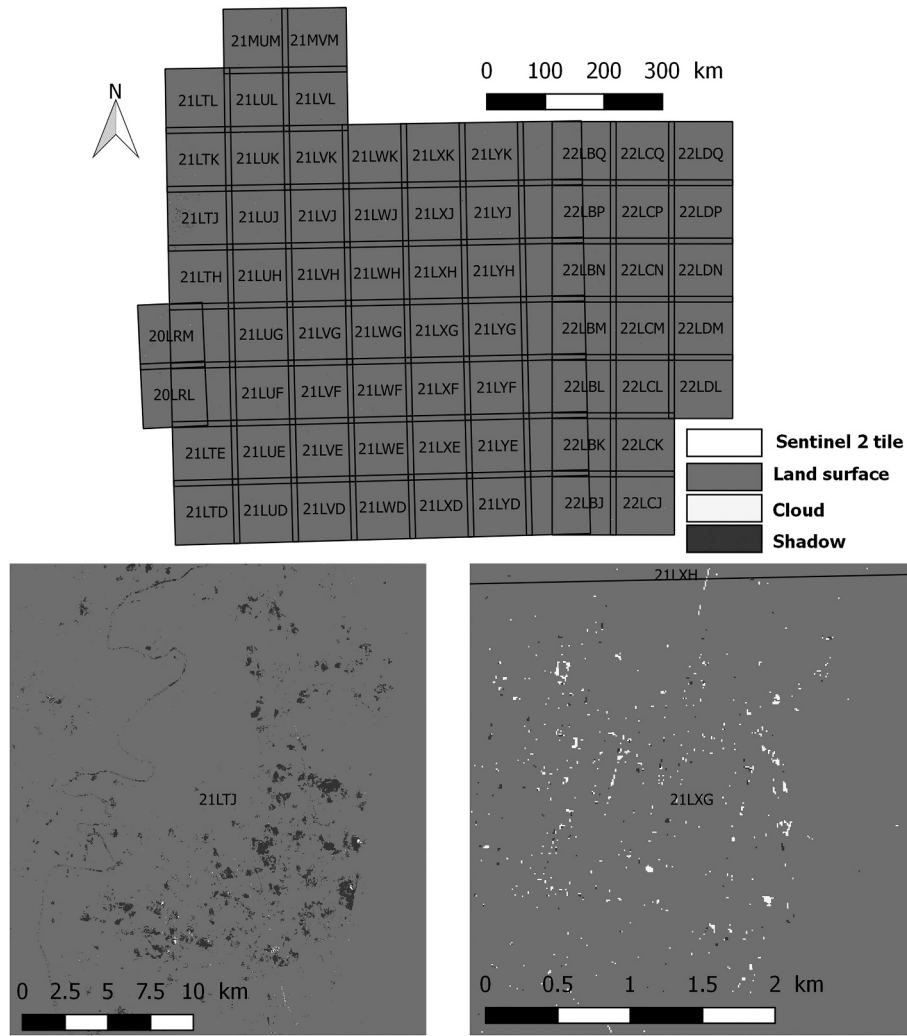 21MUM 21MVM
0 100 200 300 km
N
21LTL 21LUL 21LVL
21LTK 21LUK 21LVK 21LWK 21LXK 21LYK 22LBQ 22LCQ 22LDQ
21LTJ 21LUJ 21LVJ 21LWJ 21LXJ 21LYJ 22LBP 22LCP 22LDP
21LTH 21LUH 21LVH 21LWH 21LXH 21LYH 22LBN 22LCN 22LDN
20LRM 21LUG 21LVG 21LWG 21LXG 21LYG 22LBM 22LCM 22LDM
20LRL 21LUF 21LVF 21LWF 21LXF 21LYF 22LBL 22LCL 22LDL
21LTE 21LUE 21LVE 21LWE 21LXE 21LYE 22LBK 22LCK
21LTD 21LUD 21LVD 21LWD 21LXD 21LYD 22LBJ 22LCJ
Sentinel 2 tile
Land surface
Cloud
Shadow
21LTJ
0 2.5 5 7.5 10 km
21LXH
21LXG
0 0.5 1 1.5 2 km